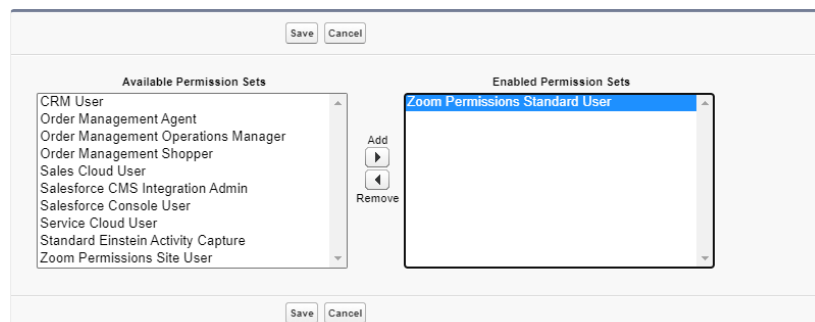 Save Cancel
Available Permission Sets
Enabled Permission Sets
CRM User
Order Management Agent
Order Management Operations Manager
Order Management Shopper
Sales Cloud User
Salesforce CMS Integration Admin
Salesforce Console User
Service Cloud User
Standard Einstein Activity Capture
Zoom Permissions Site User
Add
Remove
Zoom Permissions Standard User
Save Cancel